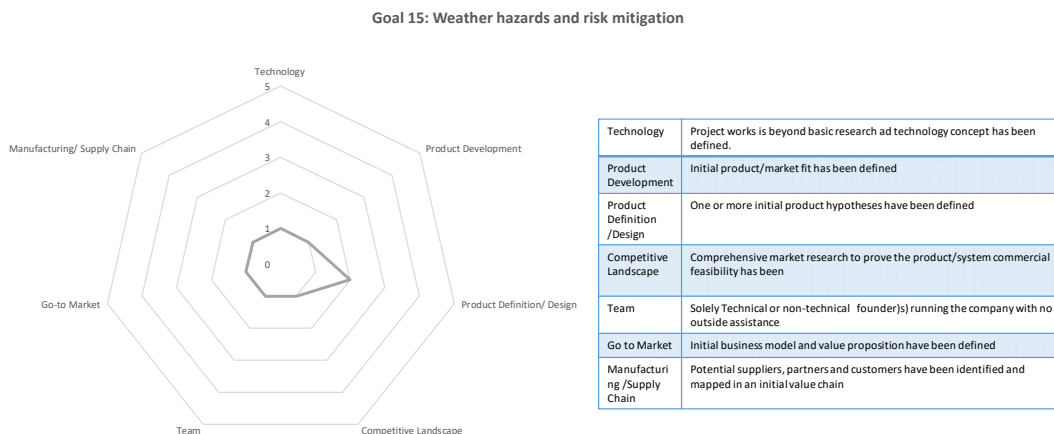 Goal 15: Weather hazards and risk mitigation
Technology
5
4
3
2
1
0
Manufacturing/ Supply Chain
Product Development
Go-to Market
Product Definition/ Design
Team
Competitive Landscape
Technology
Project works is beyond basic research ad technology concept has been
defined.
Product
Development
Initial product/market fit has been defined
Product
Definition
/Design
One or more initial product hypotheses have been defined
Competitive
Landscape
Comprehensive market research to prove the product/system commercial
feasibility has been
Team
Solely Technical or non-technical founder)s) running the company with no
outside assistance
Go to Market
Initial business model and value proposition have been defined
Manufacturi
ng /Supply
Chain
Potential suppliers, partners and customers have been identified and
mapped in an initial value chain